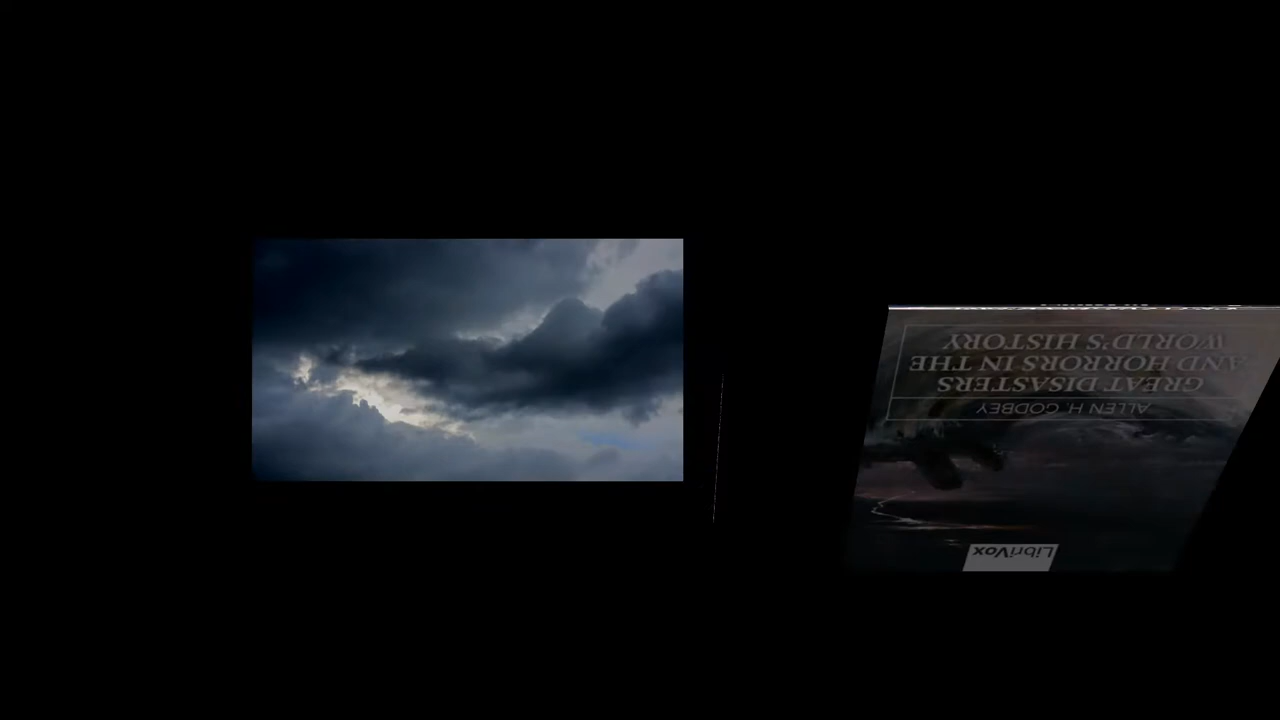 LibriVox
ALLEN H. GODBEY
GREAT DISASTERS
AND HORRORS IN THE
WORLD'S HISTORY